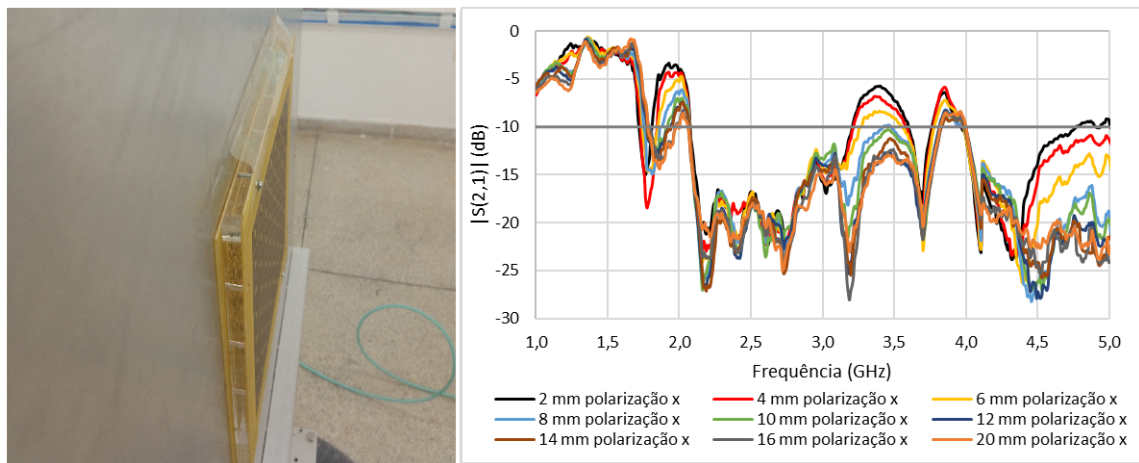 0
-5
-10
-15
-20
-25
-30
|S(2,1)| (dB)
1,0 1,5 2,0 2,5 3,0 3,5 4,0 4,5 5,0
Frequência (GHz)
2 mm polarização x 4 mm polarização x 6 mm polarização x
8 mm polarização x 10 mm polarização x 12 mm polarização x
14 mm polarização x 16 mm polarização x 20 mm polarização x